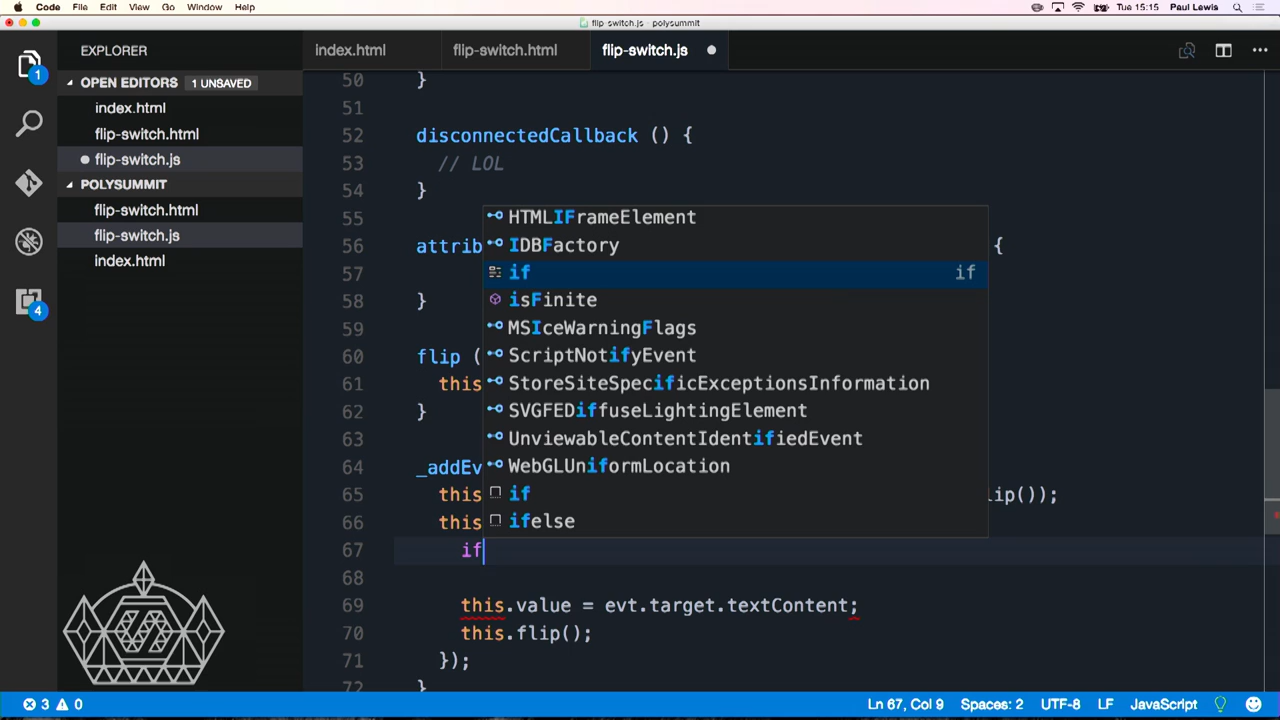 Code File Edit View Go Window Help Tue 15:15 Paul Lewis
flip-switch.js — polysummit
EXPLORER
OPEN EDITORS 1 UNSAVED
index.html
flip-switch.html
flip-switch.js
POLYSUMMIT
flip-switch.html
flip-switch.js
index.html
1
4
index.html flip-switch.html flip-switch.js
50 }
51
52 disconnectedCallback () {
53 // LOL
54 }
55
56 attrib {
57
58 }
59
60 flip (
61 this
62 }
63
64 _addEv
65 this lip());
66 this
67 if
68
69 this.value = evt.target.textContent;
70 this.flip();
71 });
72 }
HTMLIFrameElement
IDBFactory
if if
isFinite
MSIceWarningFlags
ScriptNotifyEvent
StoreSiteSpecificExceptionsInformation
SVGFEDiffuseLightingElement
UnviewableContentIdentifiedEvent
WebGLUniformLocation
if
ifelse
3 0 Ln 67, Col 9 Spaces: 2 UTF-8 LF JavaScript